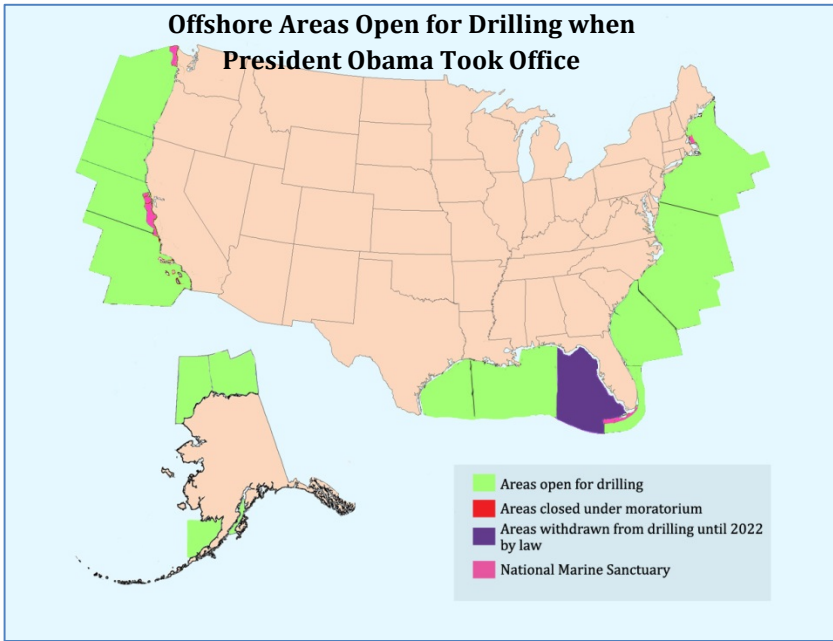 Offshore Areas Open for Drilling when
President Obama Took Office
Areas open for drilling
Areas closed under moratorium
Areas withdrawn from drilling until 2022
by law
National Marine Sanctuary